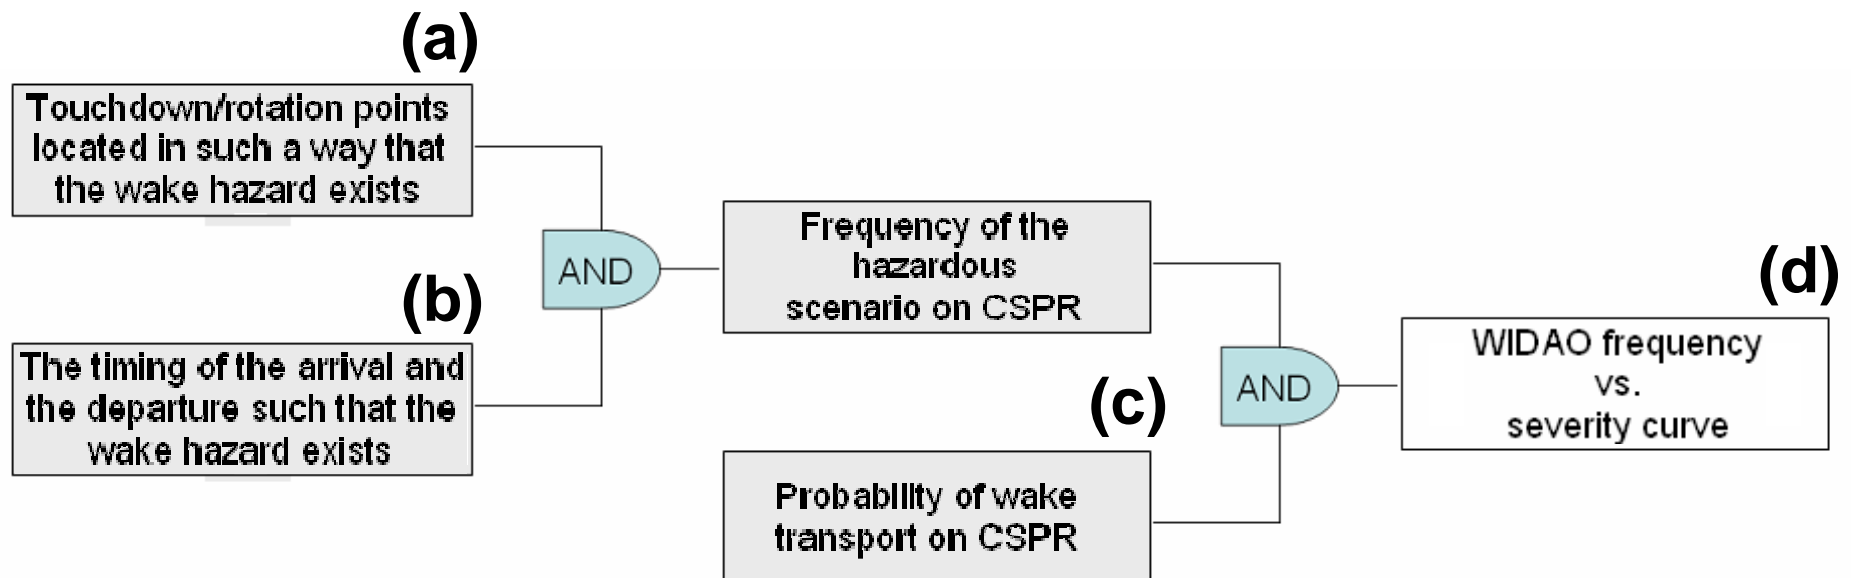 (a)
Touchdown/rotation points
located in such a way that
the wake hazard exists
AND
(b)
The timing of the arrival and
the departure such that the
wake hazard exists
Frequency of the
hazardous
scenario on CSPR
(c)
Probability of wake
transport on CSPR
AND
(d)
WIDAO frequency
vs.
severity curve